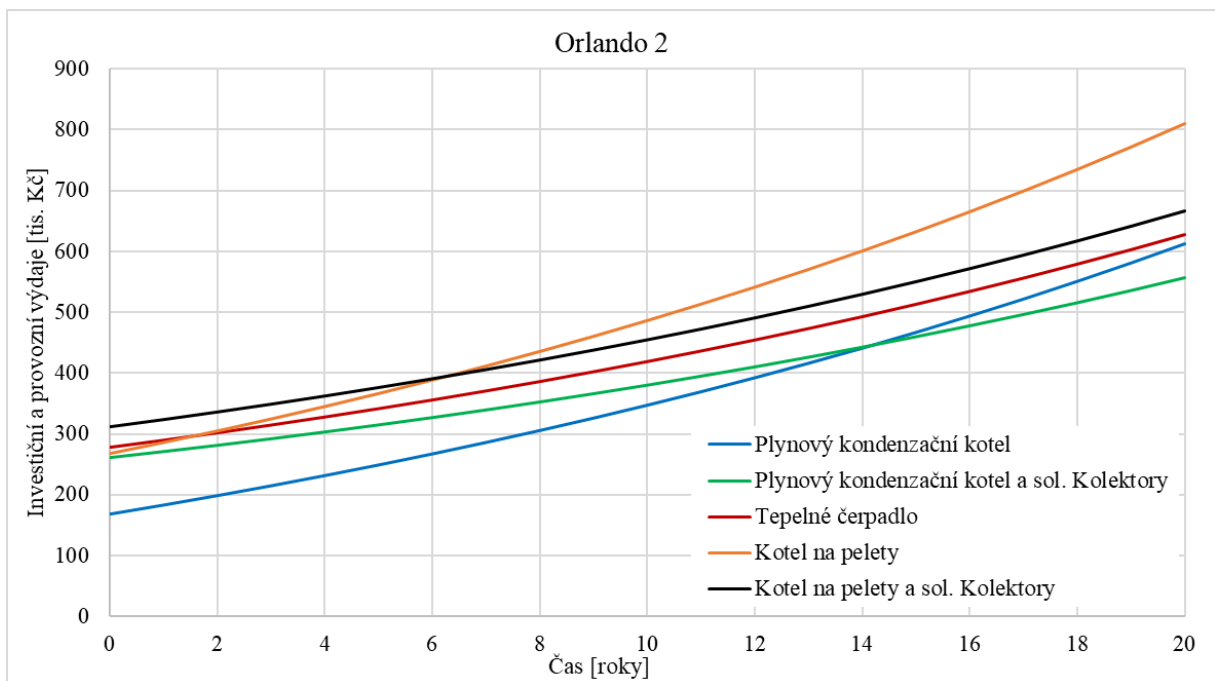 Orlando 2
Investiční a provozní výdaje [tis. Kč]
900
800
700
600
500
400
300
200
100
0
Plynový kondenzační kotel
Plynový kondenzační kotel a sol. Kolektory
Tepelné čerpadlo
Kotel na pelety
Kotel na pelety a sol. Kolektory
0 2 4 6 8 10 12 14 16 18 20
Čas [roky]